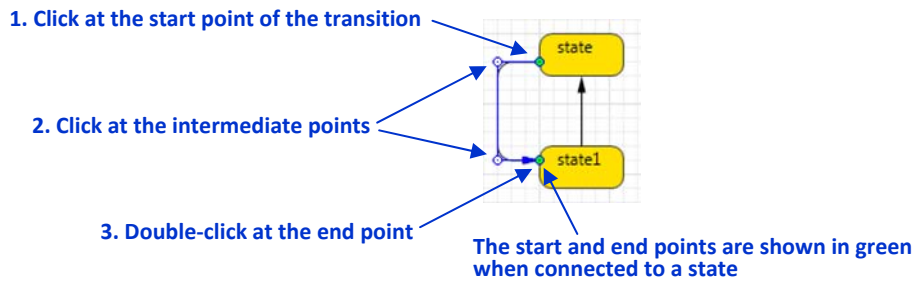 1. Click at the start point of the transition
state
2. Click at the intermediate points
state1
3. Double-click at the end point
The start and end points are shown in green
when connected to a state